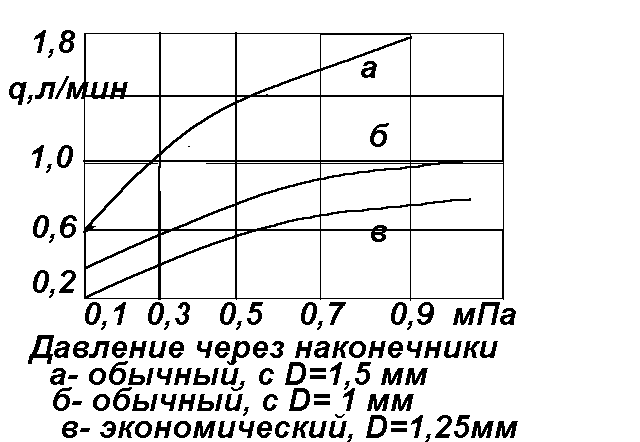 1,8
q,л/мин
а
б
1,0
0,6
в
0,2
0,1 0,3 0,5 0,7 0,9 мПа
Давление через наконечники
а- обычный, с D=1,5 мм
б- обычный, с D= 1 мм
в- экономический, D=1,25мм